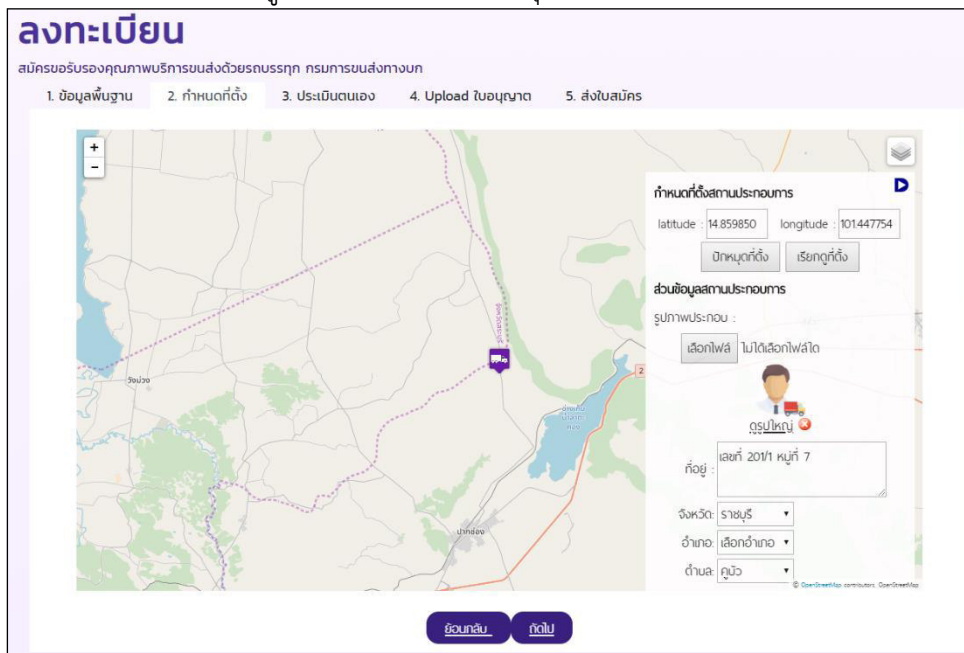 ลงทะเบียน
สมัครขอรับรองคุณภาพบริการขนส่งด้วยรถบรรทุก กรมการขนส่งทางบก
1. ข้อมูลพื้นฐาน 2. กำหนดที่ตั้ง 3. ประเมินตนเอง 4. Upload ใบอนุญาต 5. ส่งใบสมัคร
+
-
กำหนดที่ตั้งสถานประกอบการ
latitude : 14.859850 longitude : 101.447754
ปักหมุดที่ตั้ง เรียกดูที่ตั้ง
ส่วนข้อมูลสถานประกอบการ
รูปภาพประกอบ :
เลือกไฟล์ ไม่ได้เลือกไฟล์ใด
ดูรูปใหญ่
ที่อยู่ : เลขที่ 201/1 หมู่ที่ 7
จังหวัด: ราชบุรี
อำเภอ: เลือกอำเภอ
ตำบล: คูบัว
© OpenStreetMap contributors OpenStreetMap
วังม่วง
ปากช่อง
2
ย้อนกลับ ถัดไป